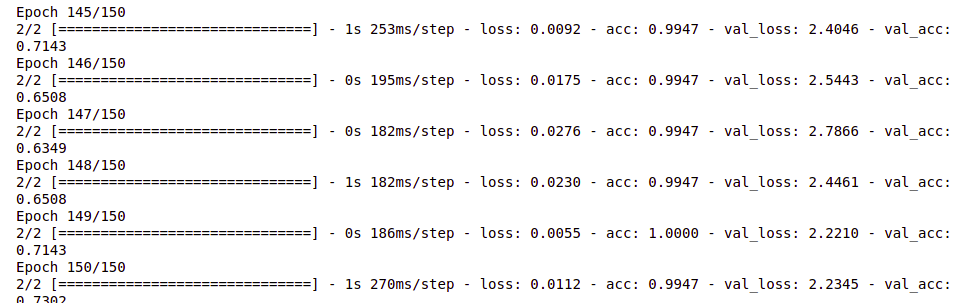 Epoch 145/150
2/2 [==============================] - 1s 253ms/step - loss: 0.0092 - acc: 0.9947 - val_loss: 2.4046 - val_acc:
0.7143
Epoch 146/150
2/2 [==============================] - 0s 195ms/step - loss: 0.0175 - acc: 0.9947 - val_loss: 2.5443 - val_acc:
0.6508
Epoch 147/150
2/2 [==============================] - 0s 182ms/step - loss: 0.0276 - acc: 0.9947 - val_loss: 2.7866 - val_acc:
0.6349
Epoch 148/150
2/2 [==============================] - 1s 182ms/step - loss: 0.0230 - acc: 0.9947 - val_loss: 2.4461 - val_acc:
0.6508
Epoch 149/150
2/2 [==============================] - 0s 186ms/step - loss: 0.0055 - acc: 1.0000 - val_loss: 2.2210 - val_acc:
0.7143
Epoch 150/150
2/2 [==============================] - 1s 270ms/step - loss: 0.0112 - acc: 0.9947 - val_loss: 2.2345 - val_acc:
0.7302